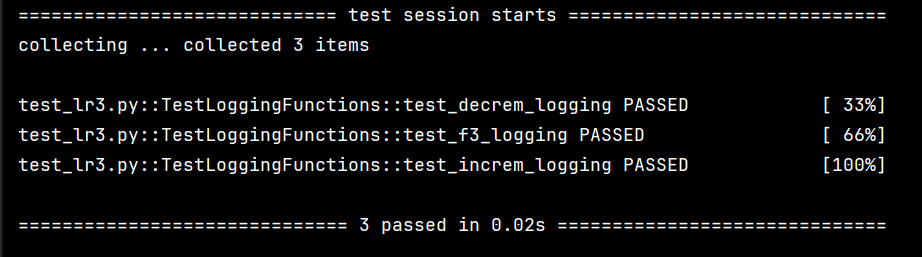 ============================= test session starts =============================
collecting ... collected 3 items
test_lr3.py::TestLoggingFunctions::test_decrem_logging PASSED            [ 33%]
test_lr3.py::TestLoggingFunctions::test_f3_logging PASSED                [ 66%]
test_lr3.py::TestLoggingFunctions::test_increm_logging PASSED            [100%]
============================== 3 passed in 0.02s ==============================